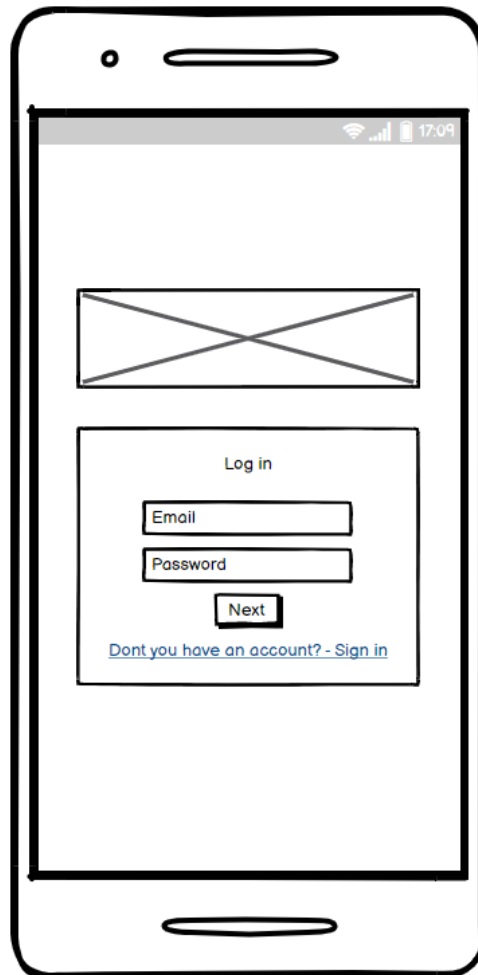 17:09
Log in
Email
Password
Next
Dont you have an account? - Sign in